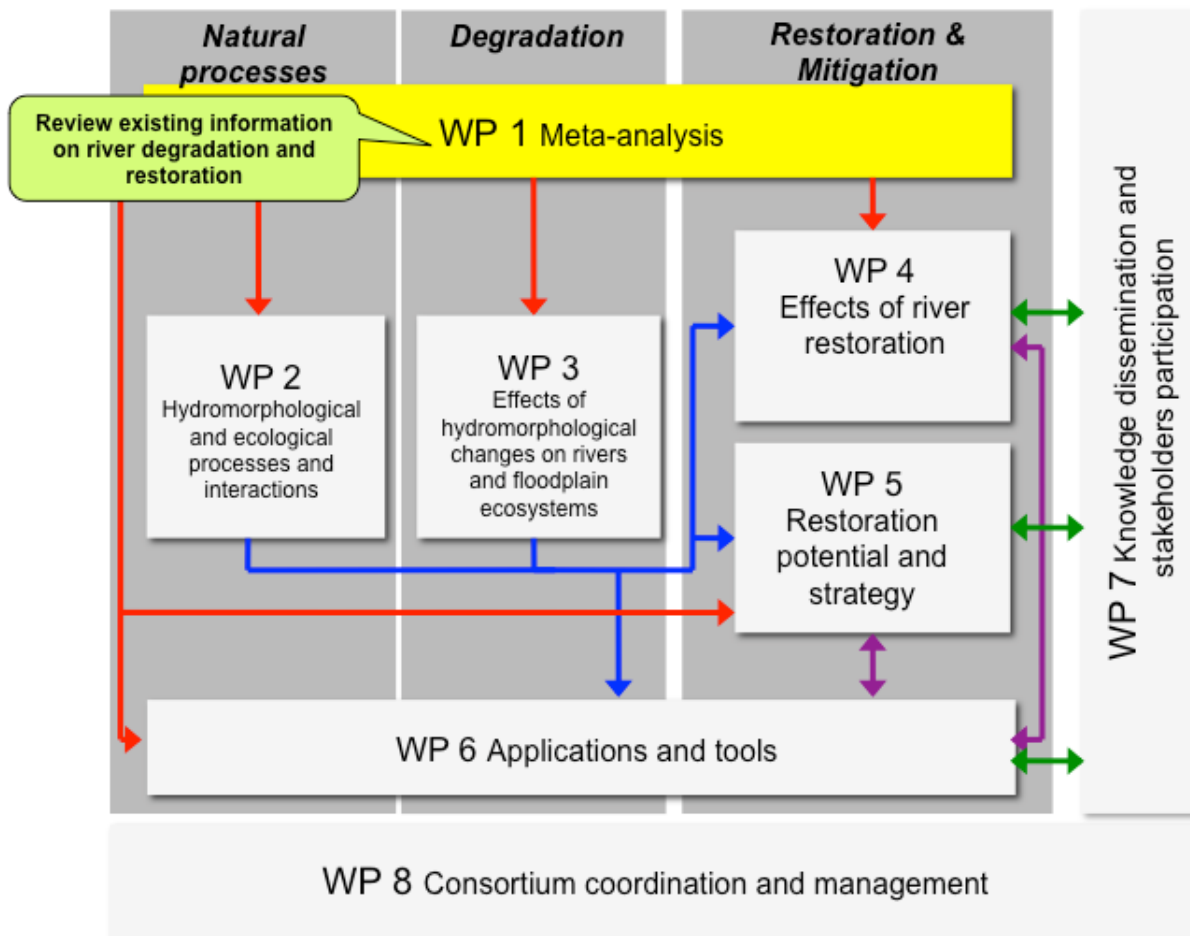 Natural
processes
Degradation
Restoration &
Mitigation
Review existing information
on river degradation and
restoration
WP 1 Meta-analysis
WP 2
Hydromorphological
and ecological
processes and
interactions
WP 3
Effects of
hydromorphological
changes on rivers
and floodplain
ecosystems
WP 4
Effects of river
restoration
WP 5
Restoration
potential and
strategy
WP 6 Applications and tools
WP 7 Knowledge dissemination and
stakeholders participation
WP 8 Consortium coordination and management